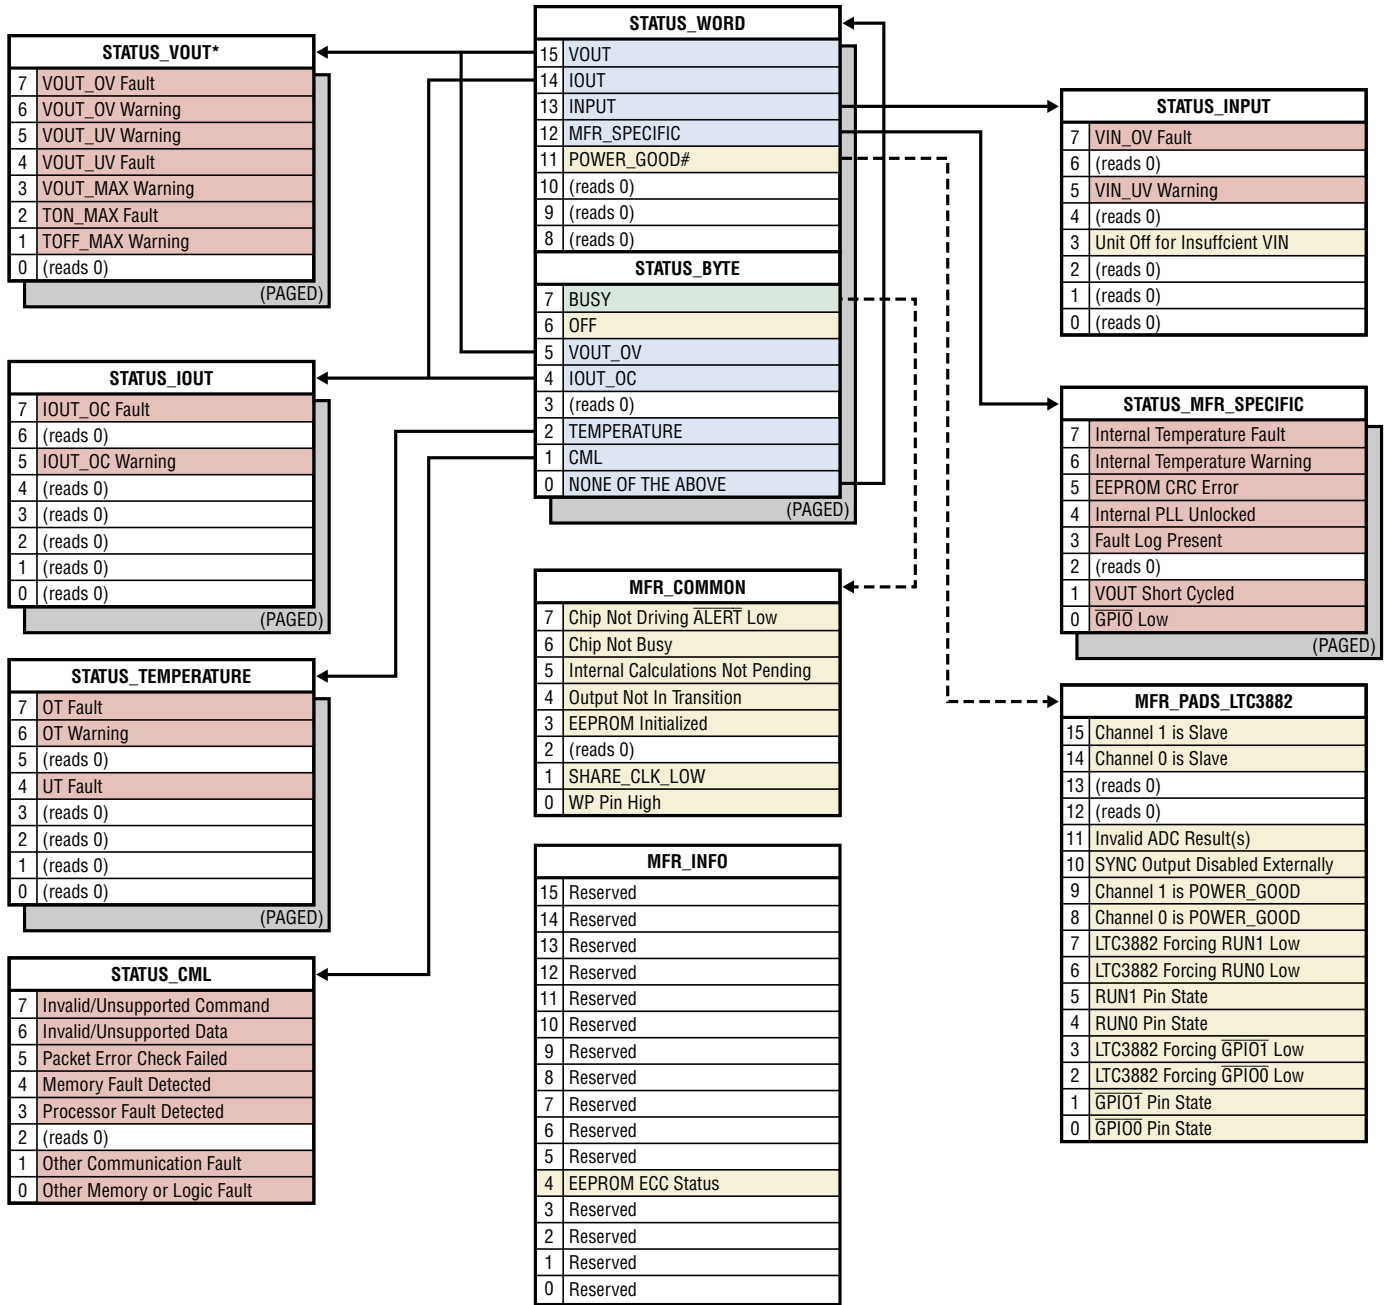 STATUS_VOUT*
7 VOUT_OV Fault
6 VOUT_OV Warning
5 VOUT_UV Warning
4 VOUT_UV Fault
3 VOUT_MAX Warning
2 TON_MAX Fault
1 TOFF_MAX Warning
0 (reads 0)
(PAGED)
STATUS_IOUT
7 IOUT_OC Fault
6 (reads 0)
5 IOUT_OC Warning
4 (reads 0)
3 (reads 0)
2 (reads 0)
1 (reads 0)
0 (reads 0)
(PAGED)
STATUS_TEMPERATURE
7 OT Fault
6 OT Warning
5 (reads 0)
4 UT Fault
3 (reads 0)
2 (reads 0)
1 (reads 0)
0 (reads 0)
(PAGED)
STATUS_CML
7 Invalid/Unsupported Command
6 Invalid/Unsupported Data
5 Packet Error Check Failed
4 Memory Fault Detected
3 Processor Fault Detected
2 (reads 0)
1 Other Communication Fault
0 Other Memory or Logic Fault
STATUS_WORD
15 VOUT
14 IOUT
13 INPUT
12 MFR_SPECIFIC
11 POWER_GOOD#
10 (reads 0)
9 (reads 0)
8 (reads 0)
STATUS_BYTE
7 BUSY
6 OFF
5 VOUT_OV
4 IOUT_OC
3 (reads 0)
2 TEMPERATURE
1 CML
0 NONE OF THE ABOVE
(PAGED)
MFR_COMMON
7 Chip Not Driving ALERT Low
6 Chip Not Busy
5 Internal Calculations Not Pending
4 Output Not In Transition
3 EEPROM Initialized
2 (reads 0)
1 SHARE_CLK_LOW
0 WP Pin High
MFR_INFO
15 Reserved
14 Reserved
13 Reserved
12 Reserved
11 Reserved
10 Reserved
9 Reserved
8 Reserved
7 Reserved
6 Reserved
5 Reserved
4 EEPROM ECC Status
3 Reserved
2 Reserved
1 Reserved
0 Reserved
STATUS_INPUT
7 VIN_OV Fault
6 (reads 0)
5 VIN_UV Warning
4 (reads 0)
3 Unit Off for Insuffcient VIN
2 (reads 0)
1 (reads 0)
0 (reads 0)
STATUS_MFR_SPECIFIC
7 Internal Temperature Fault
6 Internal Temperature Warning
5 EEPROM CRC Error
4 Internal PLL Unlocked
3 Fault Log Present
2 (reads 0)
1 VOUT Short Cycled
0 GPIO Low
(PAGED)
MFR_PADS_LTC3882
15 Channel 1 is Slave
14 Channel 0 is Slave
13 (reads 0)
12 (reads 0)
11 Invalid ADC Result(s)
10 SYNC Output Disabled Externally
9 Channel 1 is POWER_GOOD
8 Channel 0 is POWER_GOOD
7 LTC3882 Forcing RUN1 Low
6 LTC3882 Forcing RUN0 Low
5 RUN1 Pin State
4 RUN0 Pin State
3 LTC3882 Forcing GPIO1 Low
2 LTC3882 Forcing GPIO0 Low
1 GPIO1 Pin State
0 GPIO0 Pin State